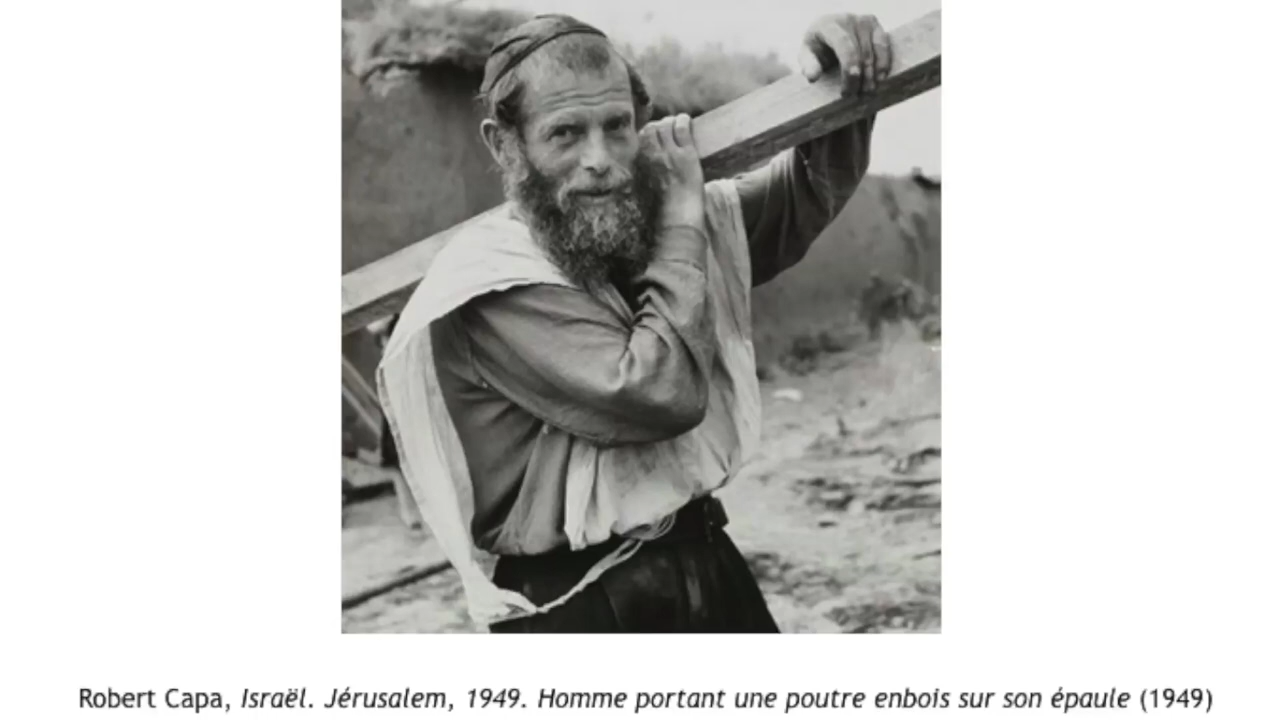 Robert Capa, Israël. Jérusalem, 1949. Homme portant une poutre enbois sur son épaule (1949)